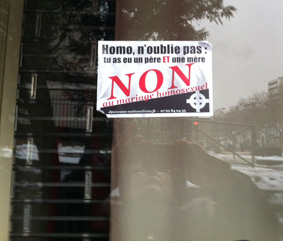 Homo, n'oublie pas :
tu as eu un père ET une mère
NON
au mariage homosexuel